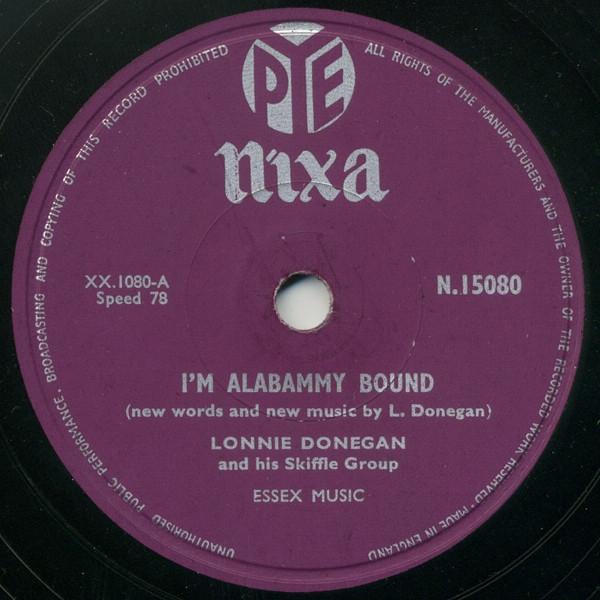 PYE
nixa
XX.1080-A
Speed 78
N.15080
I'M ALABAMMY BOUND
(new words and new music by L. Donegan)
LONNIE DONEGAN
and his Skiffle Group
ESSEX MUSIC
ALL RIGHTS OF THE MANUFACTURERS AND THE OWNER OF THE RECORDED WORK RESERVED. MADE IN ENGLAND
UNAUTHORISED PUBLIC PERFORMANCE, BROADCASTING AND COPYING OF THIS RECORD PROHIBITED